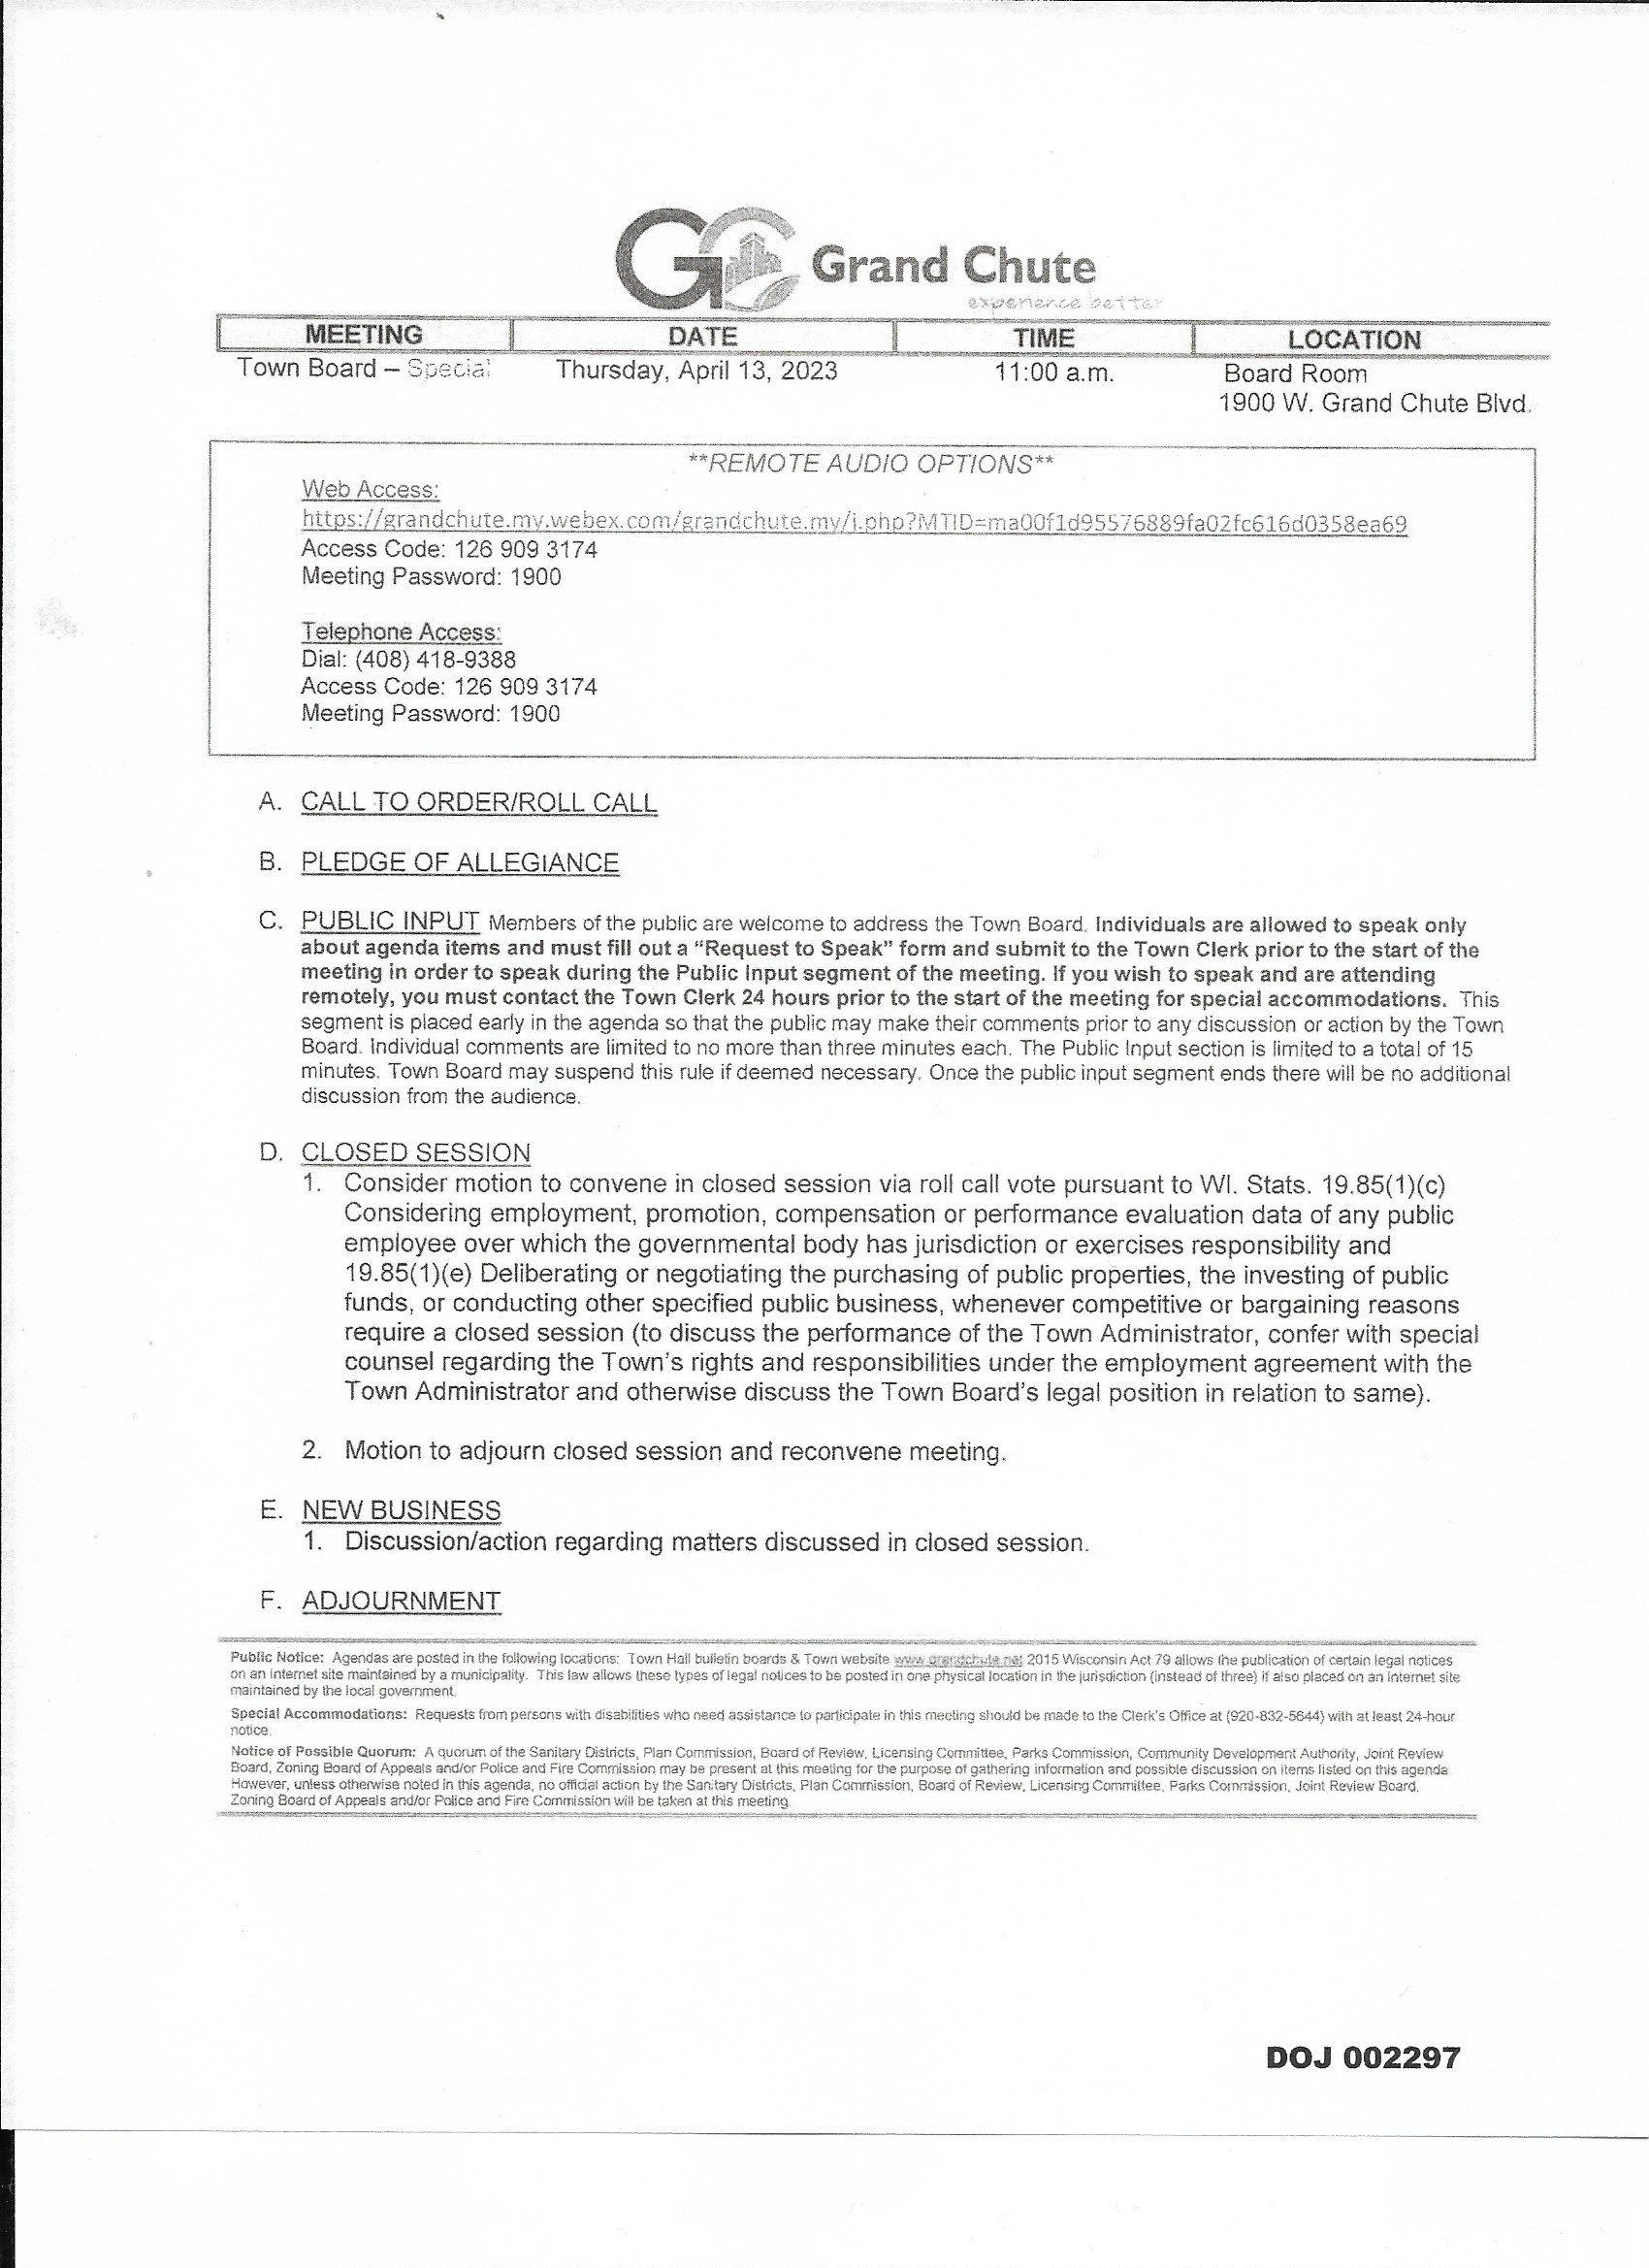 GC Grand Chute
experience better
MEETING DATE TIME LOCATION
Town Board – Special Thursday, April 13, 2023 11:00 a.m. Board Room
1900 W. Grand Chute Blvd.
**REMOTE AUDIO OPTIONS**
Web Access:
https://grandchute.my.webex.com/grandchute.my/j.php?MTID=ma00f1d95576889fa02fc616d0358ea69
Access Code: 126 909 3174
Meeting Password: 1900
Telephone Access:
Dial: (408) 418-9388
Access Code: 126 909 3174
Meeting Password: 1900
A. CALL TO ORDER/ROLL CALL
B. PLEDGE OF ALLEGIANCE
C. PUBLIC INPUT Members of the public are welcome to address the Town Board. Individuals are allowed to speak only
about agenda items and must fill out a “Request to Speak” form and submit to the Town Clerk prior to the start of the
meeting in order to speak during the Public Input segment of the meeting. If you wish to speak and are attending
remotely, you must contact the Town Clerk 24 hours prior to the start of the meeting for special accommodations. This
segment is placed early in the agenda so that the public may make their comments prior to any discussion or action by the Town
Board. Individual comments are limited to no more than three minutes each. The Public Input section is limited to a total of 15
minutes. Town Board may suspend this rule if deemed necessary. Once the public input segment ends there will be no additional
discussion from the audience.
D. CLOSED SESSION
1. Consider motion to convene in closed session via roll call vote pursuant to WI. Stats. 19.85(1)(c)
Considering employment, promotion, compensation or performance evaluation data of any public
employee over which the governmental body has jurisdiction or exercises responsibility and
19.85(1)(e) Deliberating or negotiating the purchasing of public properties, the investing of public
funds, or conducting other specified public business, whenever competitive or bargaining reasons
require a closed session (to discuss the performance of the Town Administrator, confer with special
counsel regarding the Town’s rights and responsibilities under the employment agreement with the
Town Administrator and otherwise discuss the Town Board’s legal position in relation to same).
2. Motion to adjourn closed session and reconvene meeting.
E. NEW BUSINESS
1. Discussion/action regarding matters discussed in closed session.
F. ADJOURNMENT
Public Notice: Agendas are posted in the following locations: Town Hall bulletin boards & Town website www.grandchute.net 2015 Wisconsin Act 79 allows the publication of certain legal notices
on an Internet site maintained by a municipality. This law allows these types of legal notices to be posted in one physical location in the jurisdiction (instead of three) if also placed on an Internet site
maintained by the local government.
Special Accommodations: Requests from persons with disabilities who need assistance to participate in this meeting should be made to the Clerk's Office at (920-832-5644) with at least 24-hour
notice.
Notice of Possible Quorum: A quorum of the Sanitary Districts, Plan Commission, Board of Review, Licensing Committee, Parks Commission, Community Development Authority, Joint Review
Board, Zoning Board of Appeals and/or Police and Fire Commission may be present at this meeting for the purpose of gathering information and possible discussion on items listed on this agenda.
However, unless otherwise noted in this agenda, no official action by the Sanitary Districts, Plan Commission, Board of Review, Licensing Committee, Parks Commission, Joint Review Board,
Zoning Board of Appeals and/or Police and Fire Commission will be taken at this meeting.
DOJ 002297